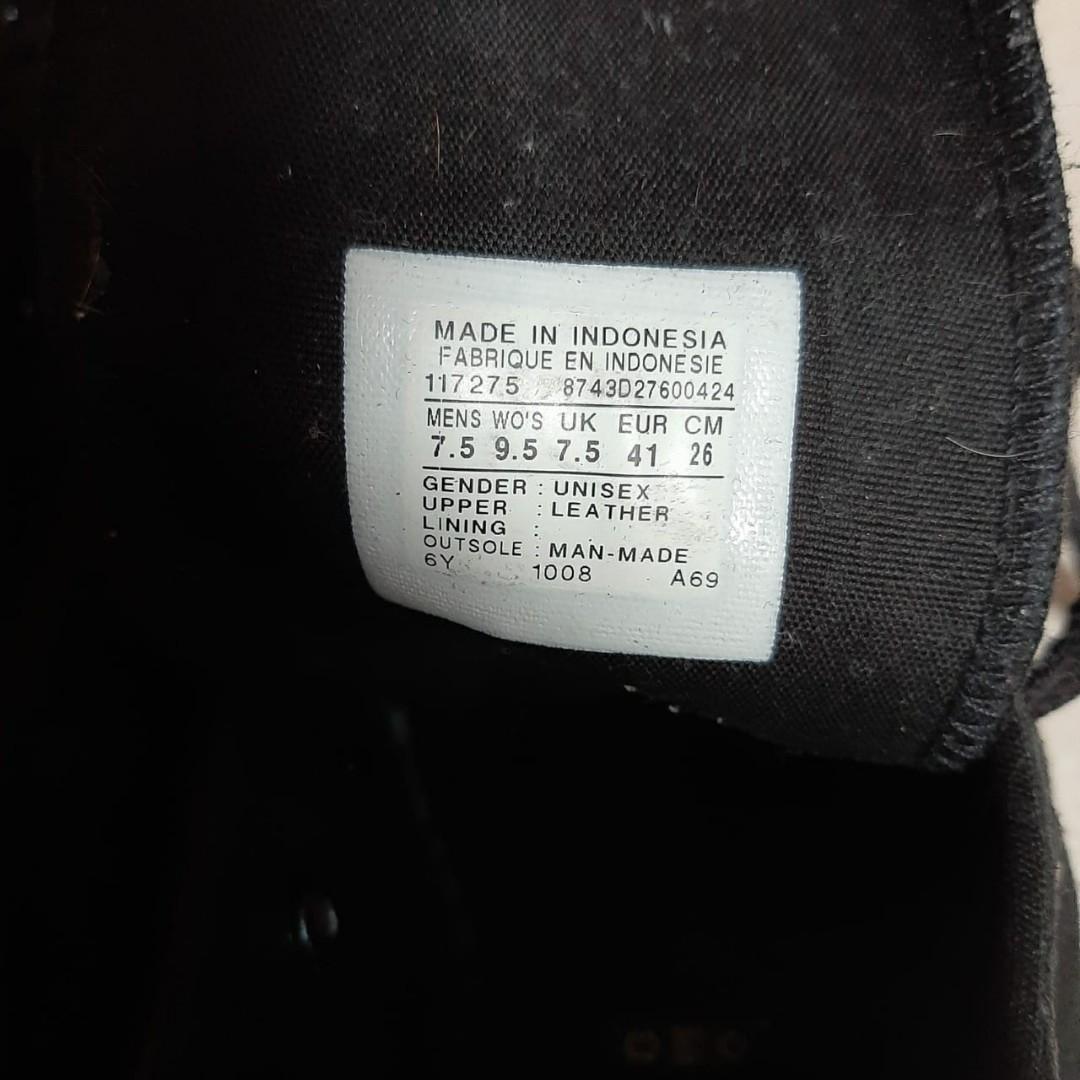 MADE IN INDONESIA
FABRIQUE EN INDONESIE
117275 8743D27600424
MENS WO'S UK EUR CM
7.5 9.5 7.5 41 26
GENDER : UNISEX
UPPER : LEATHER
LINING :
OUTSOLE : MAN-MADE
6Y 1008 A69